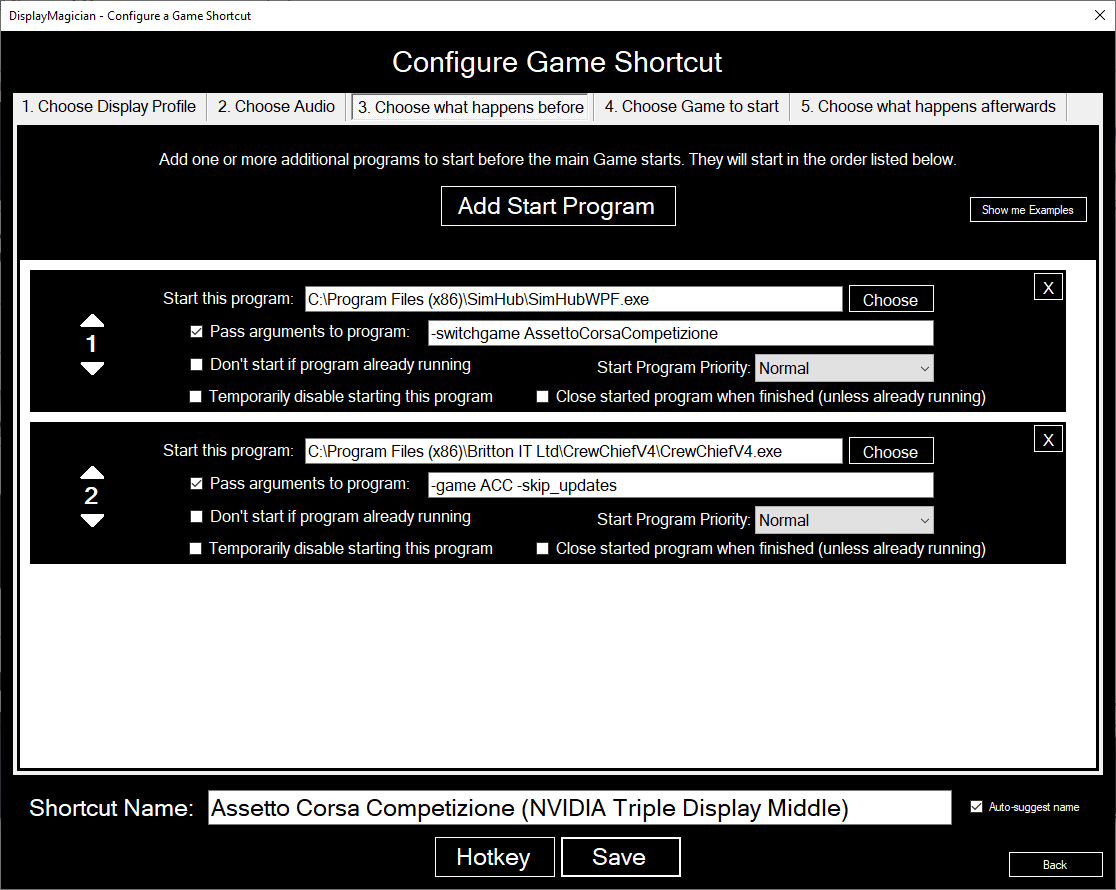 DisplayMagician - Configure a Game Shortcut
Configure Game Shortcut
1. Choose Display Profile 2. Choose Audio 3. Choose what happens before 4. Choose Game to start 5. Choose what happens afterwards
Add one or more additional programs to start before the main Game starts. They will start in the order listed below.
Add Start Program
Show me Examples
X
Start this program: C:\Program Files (x86)\SimHub\SimHubWPF.exe Choose
1
Pass arguments to program: -switchgame AssettoCorsaCompetizione
Don't start if program already running Start Program Priority: Normal
Temporarily disable starting this program Close started program when finished (unless already running)
X
Start this program: C:\Program Files (x86)\Britton IT Ltd\CrewChiefV4\CrewChiefV4.exe Choose
2
Pass arguments to program: -game ACC -skip_updates
Don't start if program already running Start Program Priority: Normal
Temporarily disable starting this program Close started program when finished (unless already running)
Shortcut Name: Assetto Corsa Competizione (NVIDIA Triple Display Middle) Auto-suggest name
Hotkey Save
Back